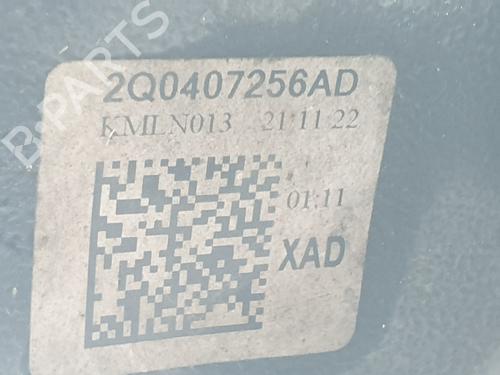 2Q0407256AD
KMLN013 21 11 22
01:11
XAD
B-PARTS